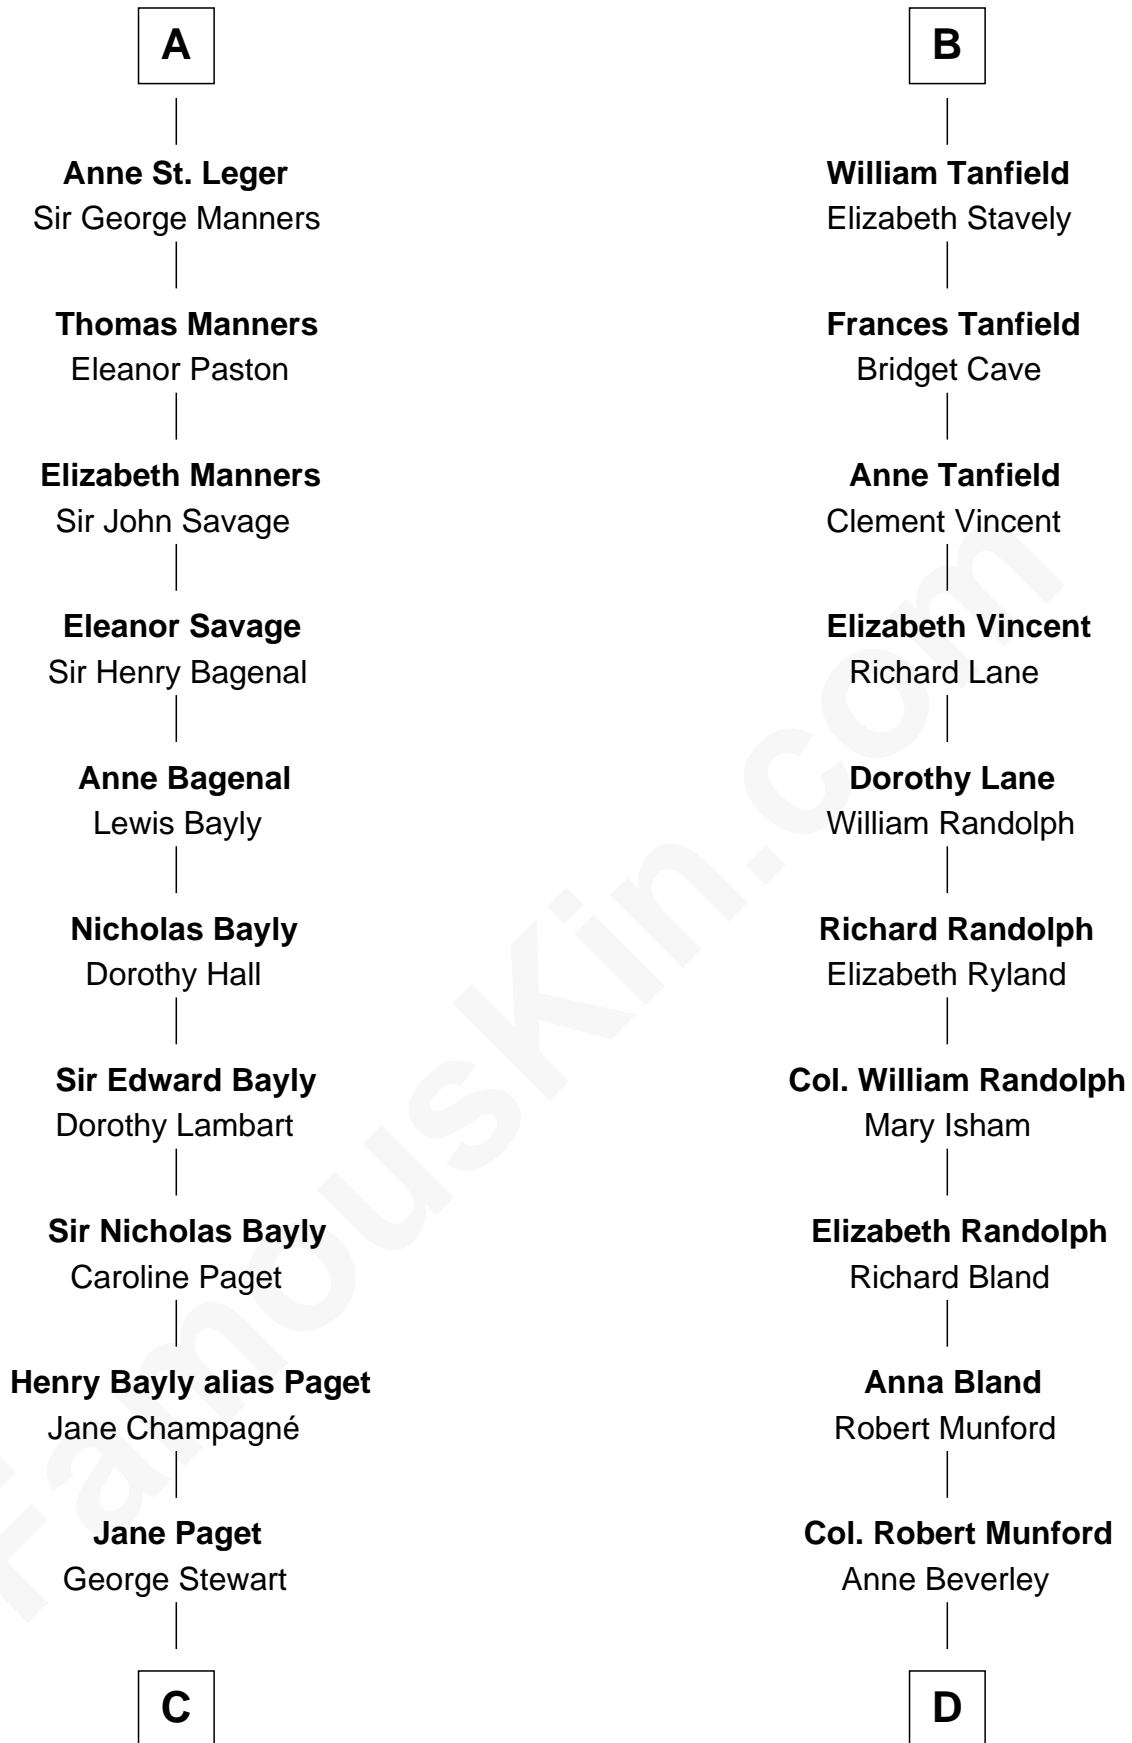 A
Anne St. Leger
Sir George Manners
Thomas Manners
Eleanor Paston
Elizabeth Manners
Sir John Savage
Eleanor Savage
Sir Henry Bagenal
Anne Bagenal
Lewis Bayly
Nicholas Bayly
Dorothy Hall
Sir Edward Bayly
Dorothy Lambart
Sir Nicholas Bayly
Caroline Paget
Henry Bayly alias Paget
Jane Champagné
Jane Paget
George Stewart
C
B
William Tanfield
Elizabeth Stavely
Frances Tanfield
Bridget Cave
Anne Tanfield
Clement Vincent
Elizabeth Vincent
Richard Lane
Dorothy Lane
William Randolph
Richard Randolph
Elizabeth Ryland
Col. William Randolph
Mary Isham
Elizabeth Randolph
Richard Bland
Anna Bland
Robert Munford
Col. Robert Munford
Anne Beverley
D
FamousKin.com